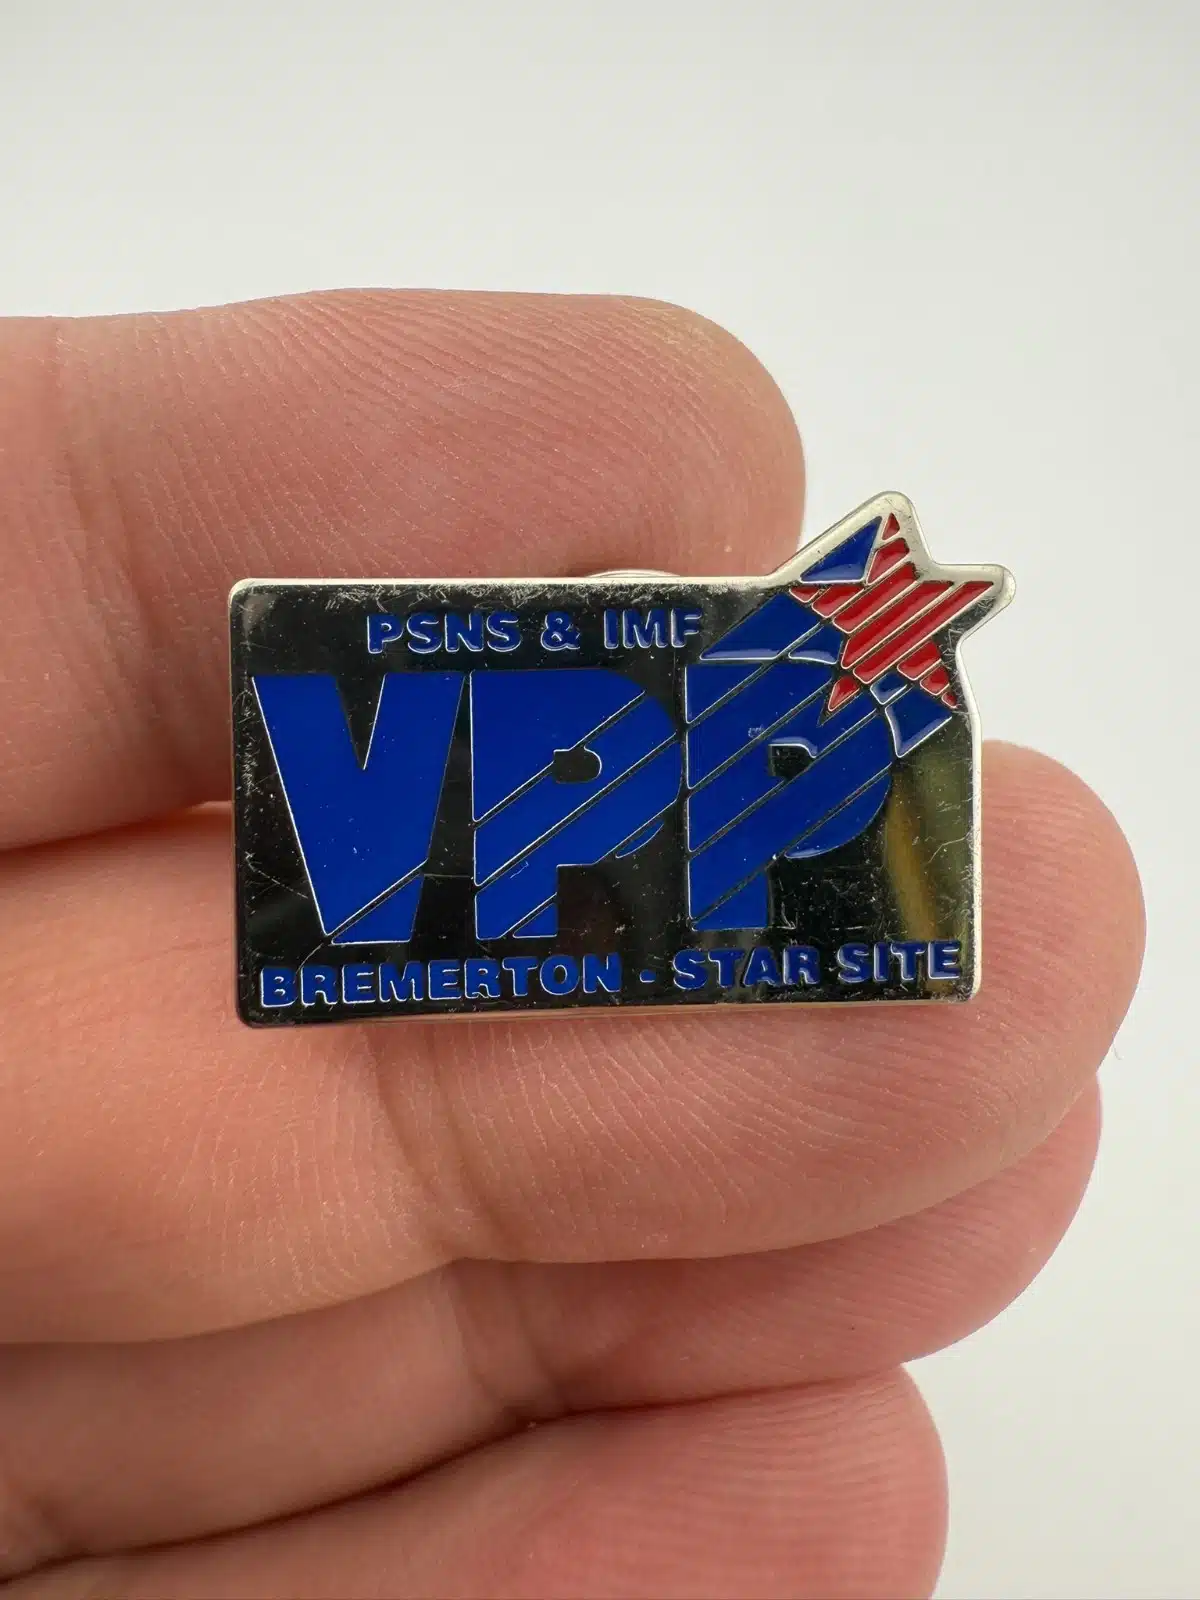 PSNS & IMF
VPP
BREMERTON - STAR SITE